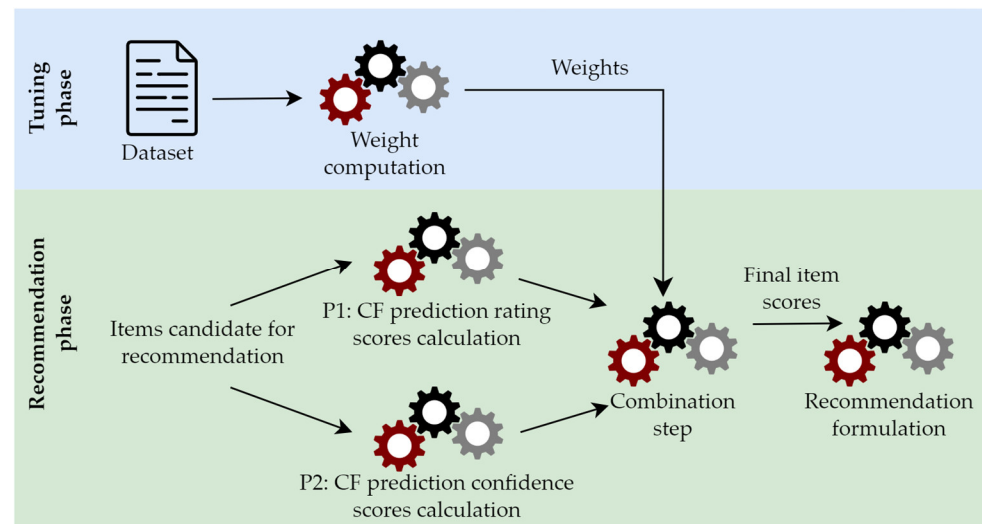 Tuning
phase
Dataset
Weight
computation
Weights
Recommendation
phase
Items candidate for
recommendation
P1: CF prediction rating
scores calculation
P2: CF prediction confidence
scores calculation
Combination
step
Final item
scores
Recommendation
formulation